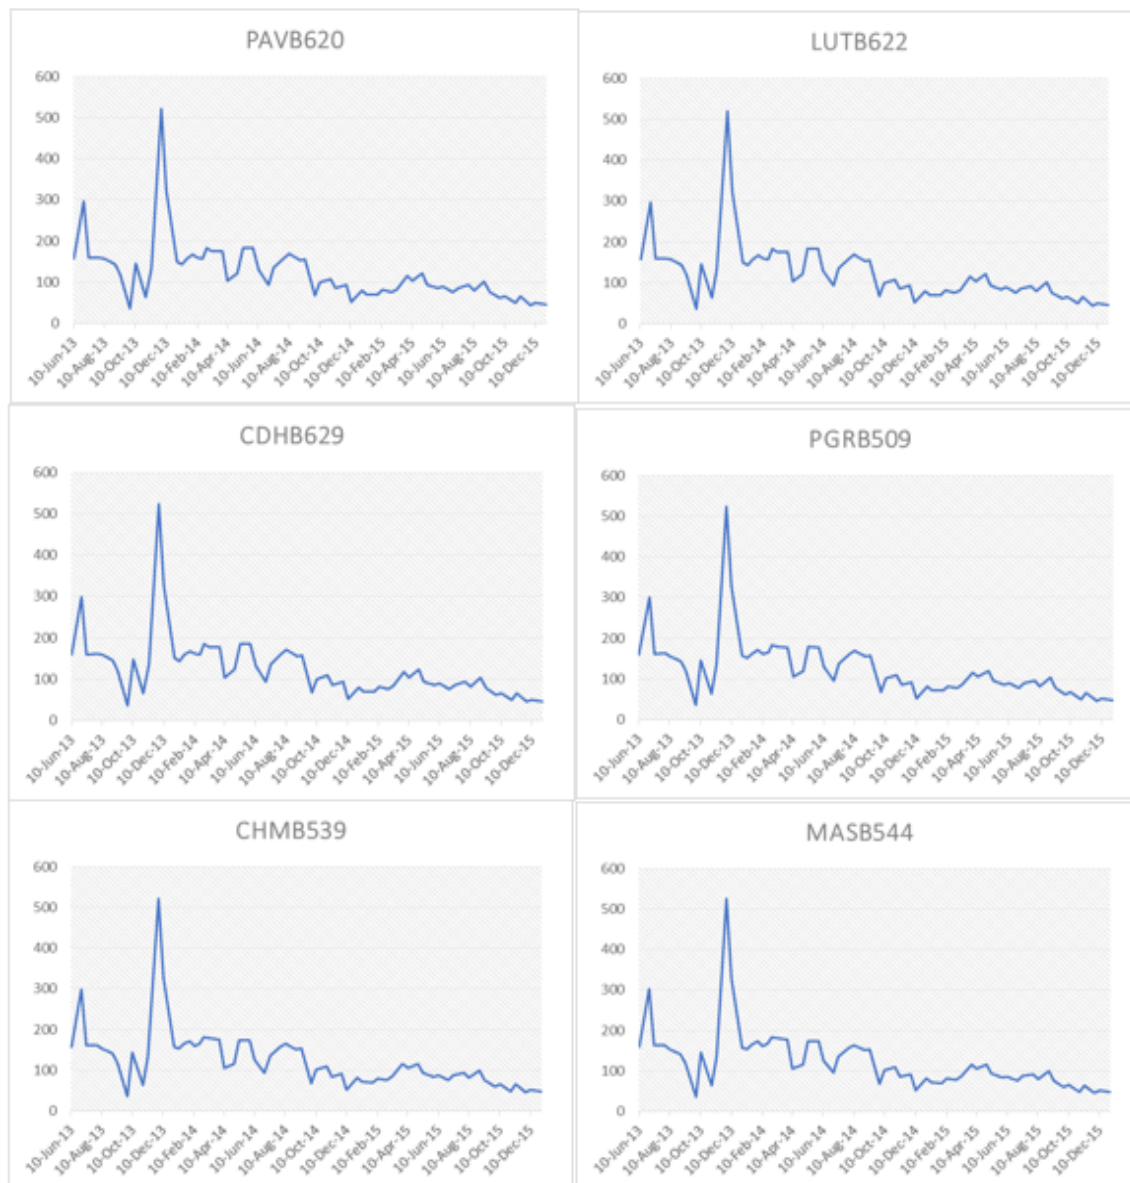 PAVB620
600
500
400
300
200
100
0
10-Jun-13
10-Aug-13
10-Oct-13
10-Dec-13
10-Feb-14
10-Apr-14
10-Jun-14
10-Aug-14
10-Oct-14
10-Dec-14
10-Feb-15
10-Apr-15
10-Jun-15
10-Aug-15
10-Oct-15
10-Dec-15
LUTB622
600
500
400
300
200
100
0
10-Jun-13
10-Aug-13
10-Oct-13
10-Dec-13
10-Feb-14
10-Apr-14
10-Jun-14
10-Aug-14
10-Oct-14
10-Dec-14
10-Feb-15
10-Apr-15
10-Jun-15
10-Aug-15
10-Oct-15
10-Dec-15
CDHB629
600
500
400
300
200
100
0
10-Jun-13
10-Aug-13
10-Oct-13
10-Dec-13
10-Feb-14
10-Apr-14
10-Jun-14
10-Aug-14
10-Oct-14
10-Dec-14
10-Feb-15
10-Apr-15
10-Jun-15
10-Aug-15
10-Oct-15
10-Dec-15
PGRB509
600
500
400
300
200
100
0
10-Jun-13
10-Aug-13
10-Oct-13
10-Dec-13
10-Feb-14
10-Apr-14
10-Jun-14
10-Aug-14
10-Oct-14
10-Dec-14
10-Feb-15
10-Apr-15
10-Jun-15
10-Aug-15
10-Oct-15
10-Dec-15
CHMB539
600
500
400
300
200
100
0
10-Jun-13
10-Aug-13
10-Oct-13
10-Dec-13
10-Feb-14
10-Apr-14
10-Jun-14
10-Aug-14
10-Oct-14
10-Dec-14
10-Feb-15
10-Apr-15
10-Jun-15
10-Aug-15
10-Oct-15
10-Dec-15
MASB544
600
500
400
300
200
100
0
10-Jun-13
10-Aug-13
10-Oct-13
10-Dec-13
10-Feb-14
10-Apr-14
10-Jun-14
10-Aug-14
10-Oct-14
10-Dec-14
10-Feb-15
10-Apr-15
10-Jun-15
10-Aug-15
10-Oct-15
10-Dec-15